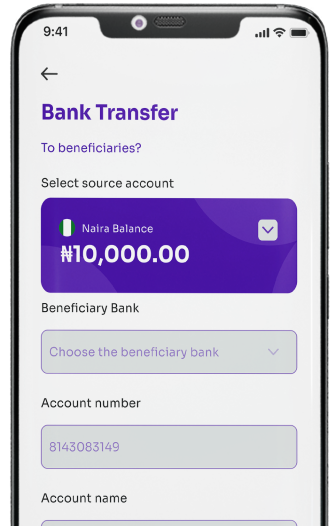 9:41
Bank Transfer
To beneficiaries?
Select source account
Naira Balance
₦10,000.00
Beneficiary Bank
Choose the beneficiary bank
Account number
8143083149
Account name